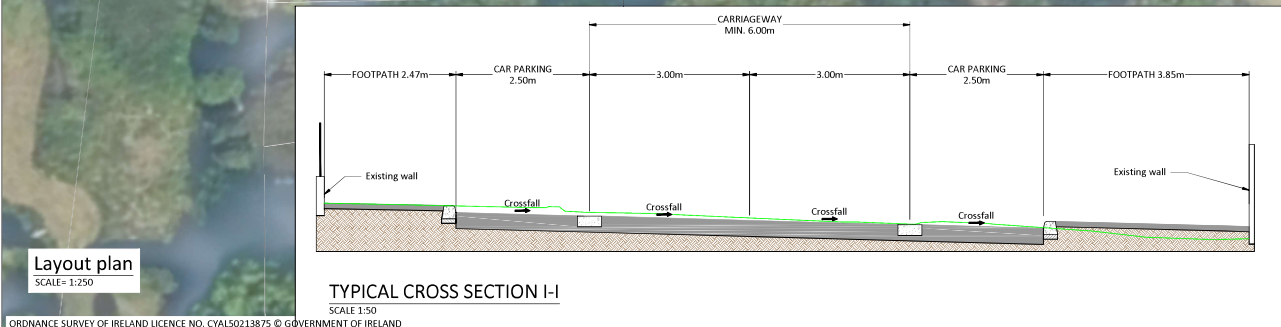 CARRIAGEWAY
MIN. 6.00m
FOOTPATH 2.47m
CAR PARKING
2.50m
3.00m
3.00m
CAR PARKING
2.50m
FOOTPATH 3.85m
Existing wall
Existing wall
Crossfall
Crossfall
Crossfall
Crossfall
Layout plan
SCALE= 1:250
TYPICAL CROSS SECTION I-I
SCALE 1:50
ORDNANCE SURVEY OF IRELAND LICENCE NO. CYAL50213875 © GOVERNMENT OF IRELAND